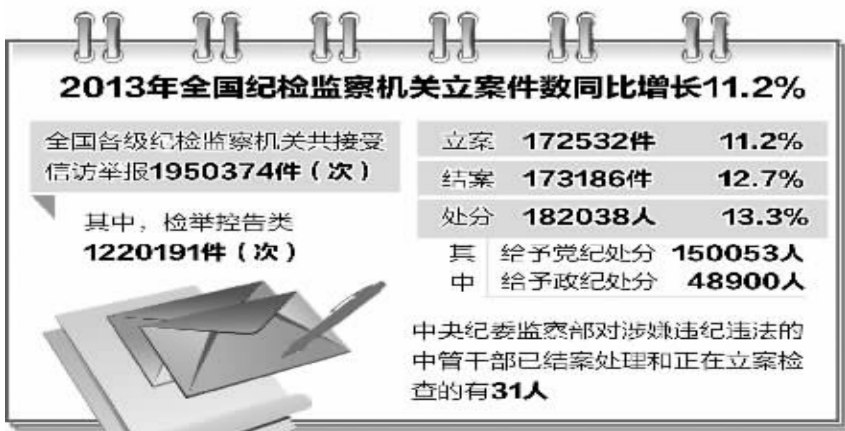 2013年全国纪检监察机关立案件数同比增长11.2%
全国各级纪检监察机关共接受
信访举报1950374件（次）
其中，检举控告类
1220191件（次）
立案 172532件 11.2%
结案 173186件 12.7%
处分 182038人 13.3%
其 给予党纪处分 150053人
中 给予政纪处分 48900人
中央纪委监察部对涉嫌违纪违法的
中管干部已结案处理和正在立案检
查的有31人